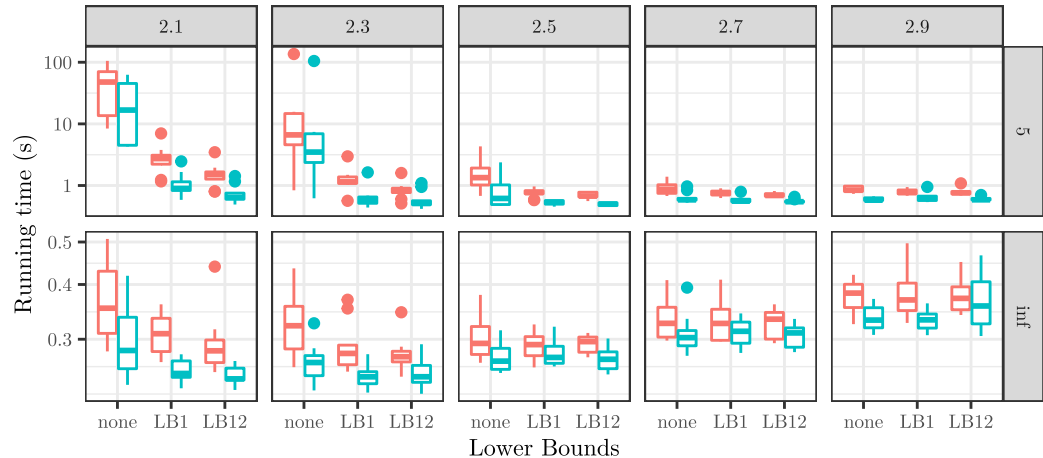 2.1 2.3 2.5 2.7 2.9
100
10
1
5
Running time (s)
0.5
0.4
0.3
inf
none LB1 LB12 none LB1 LB12 none LB1 LB12 none LB1 LB12 none LB1 LB12
Lower Bounds